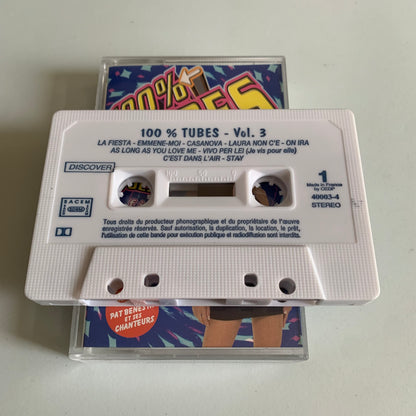 100%
100 % TUBES - Vol. 3
LA FIESTA - EMMENE-MOI - CASANOVA - LAURA NON C'E - ON IRA
AS LONG AS YOU LOVE ME - VIVO PER LEI (Je vis pour elle)
C'EST DANS L'AIR - STAY
DISCOVER
SACEM
1
Made in France
by CEDP
40003-4
STEREO
Tous droits du producteur phonographique et du propriétaire de l'œuvre
enregistrée réservés. Sauf autorisation, la duplication, la location, le prêt,
l'utilisation de cette bande pour exécution publique et radiodiffusion sont interdits.
PAT BENESTA
ET SES
CHANTEURS